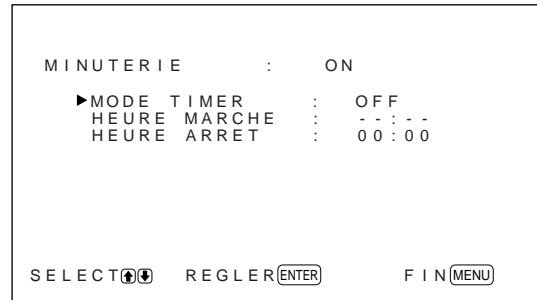 MINUTERIE : ON
▶MODE TIMER : OFF
HEURE MARCHE : --:--
HEURE ARRET : 00:00
SELECT⬆⬇ REGLER ENTER FIN MENU